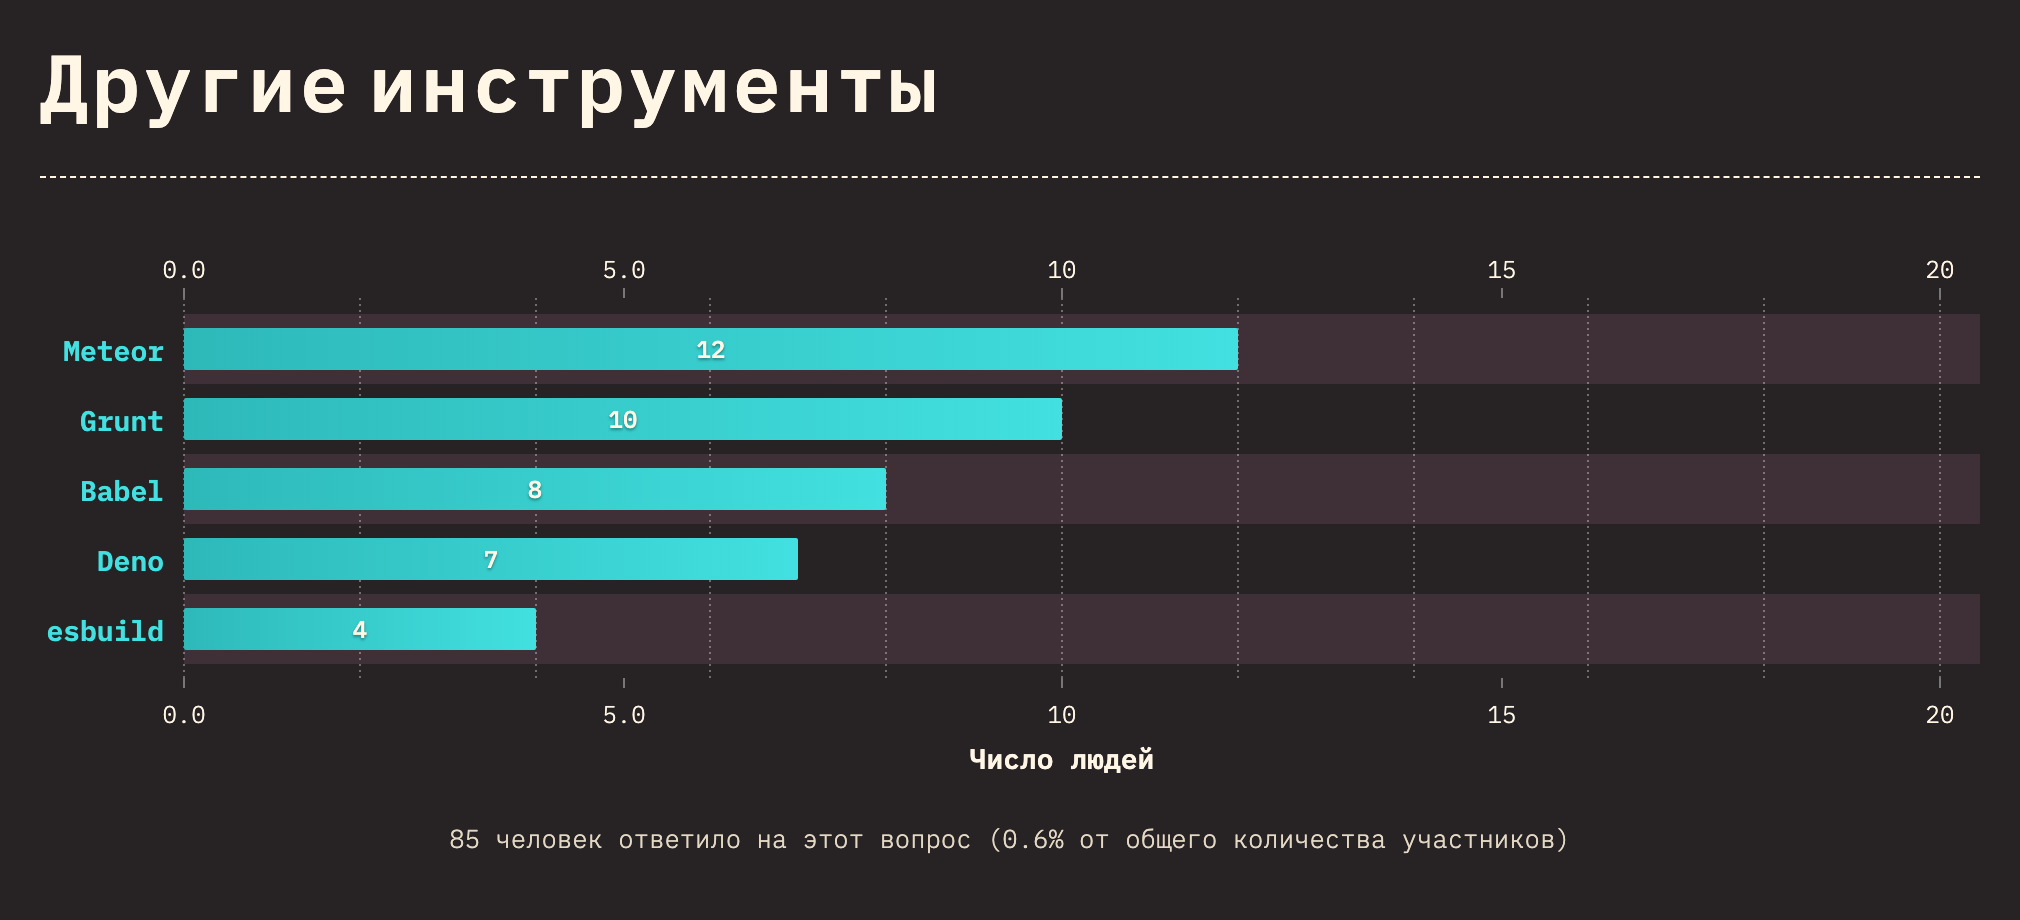 Другие инструменты
0.0 5.0 10 15 20
Meteor 12
Grunt 10
Babel 8
Deno 7
esbuild 4
0.0 5.0 10 15 20
Число людей
85 человек ответило на этот вопрос (0.6% от общего количества участников)